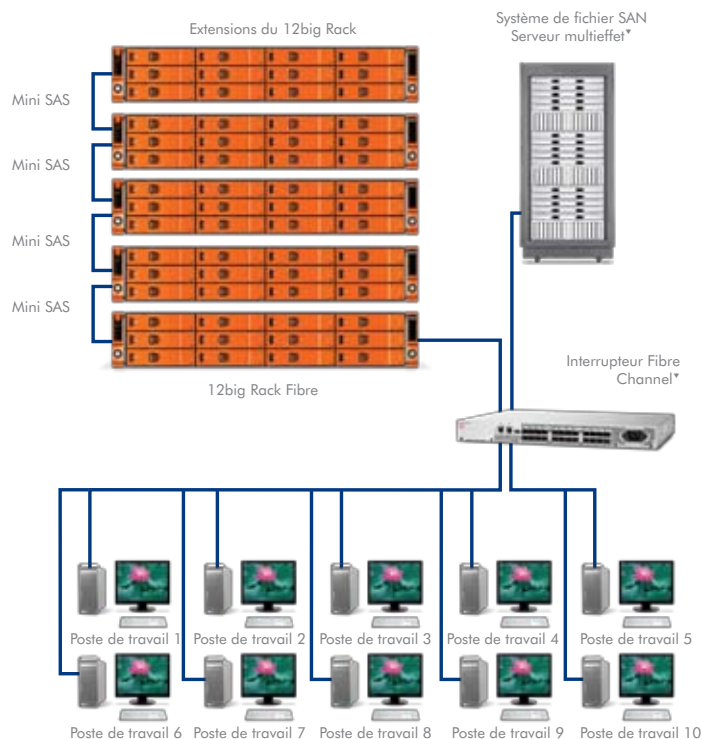 Extensions du 12big Rack
Système de fichier SAN
Serveur multieffet▼
Mini SAS
Mini SAS
Mini SAS
Mini SAS
12big Rack Fibre
Interrupteur Fibre
Channel▼
Poste de travail 1
Poste de travail 2
Poste de travail 3
Poste de travail 4
Poste de travail 5
Poste de travail 6
Poste de travail 7
Poste de travail 8
Poste de travail 9
Poste de travail 10